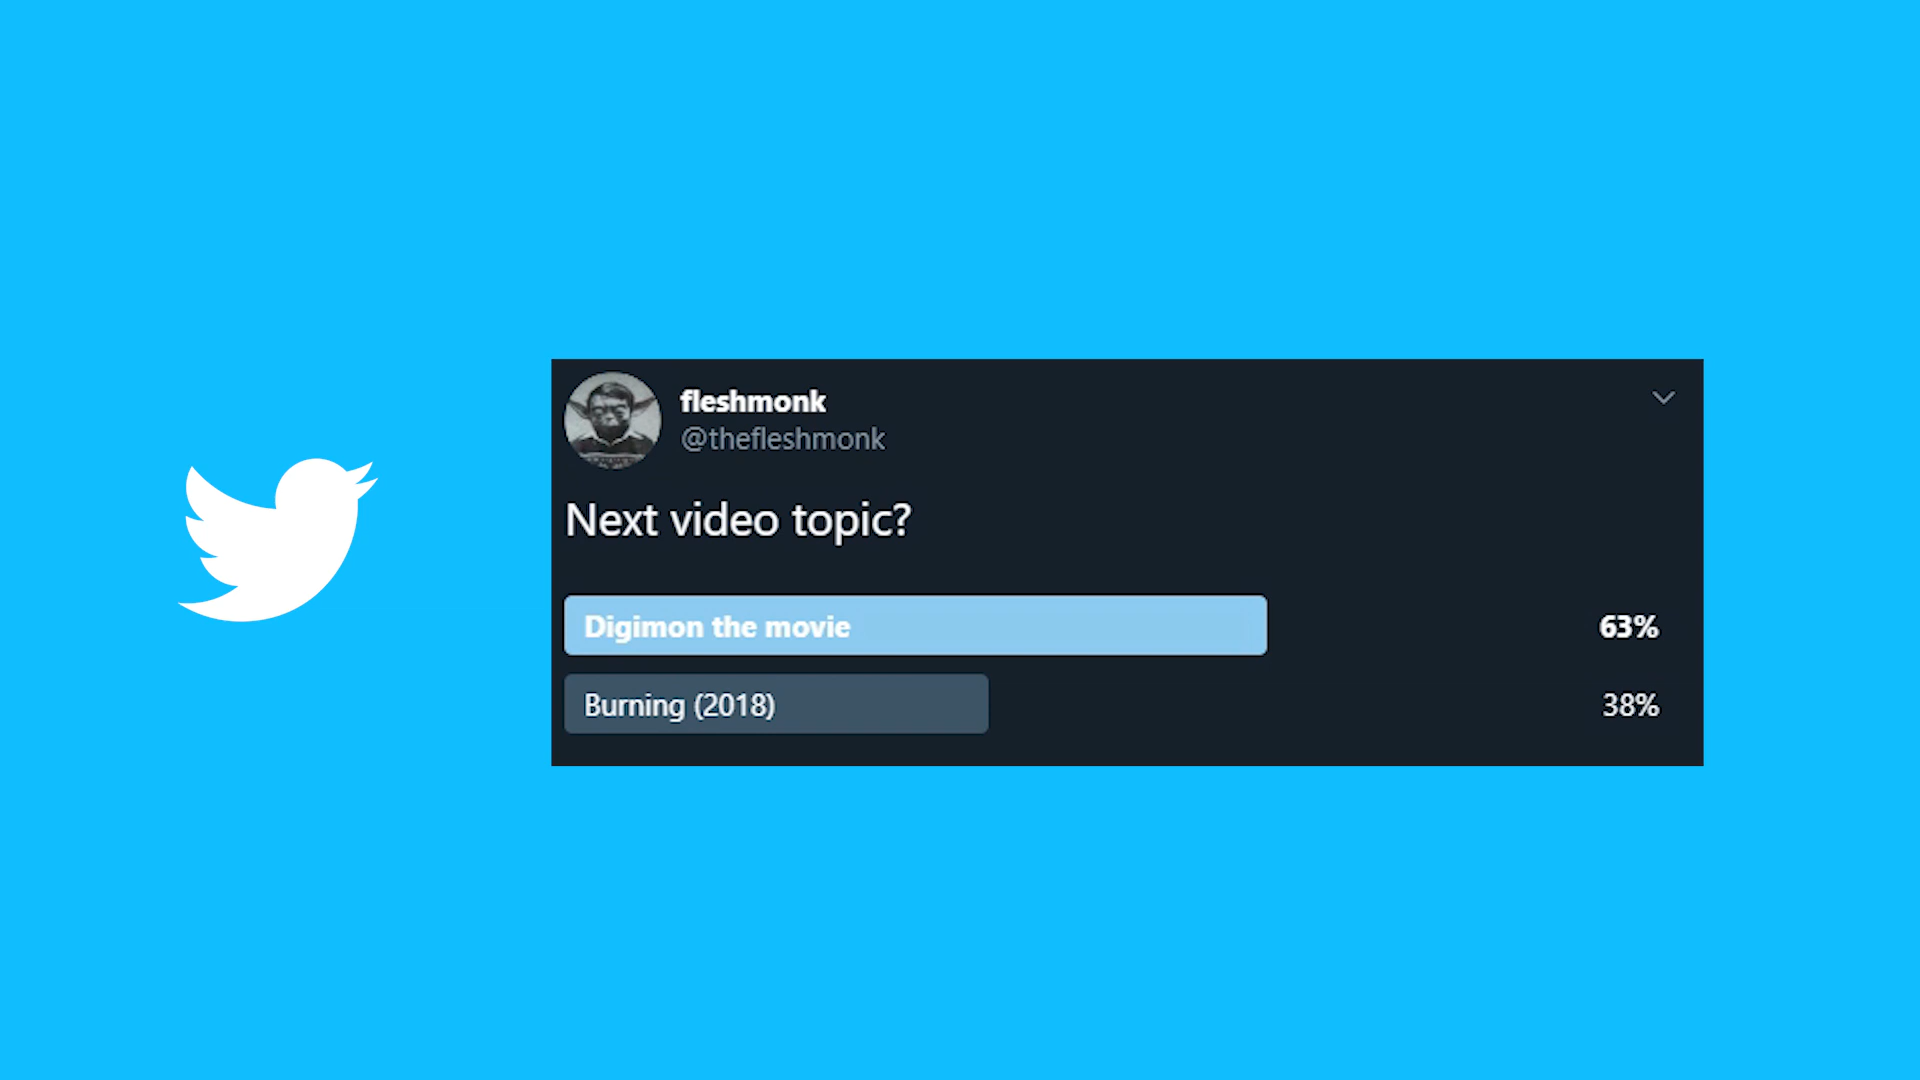 fleshmonk
@thefleshmonk
Next video topic?
Digimon the movie 63%
Burning (2018) 38%